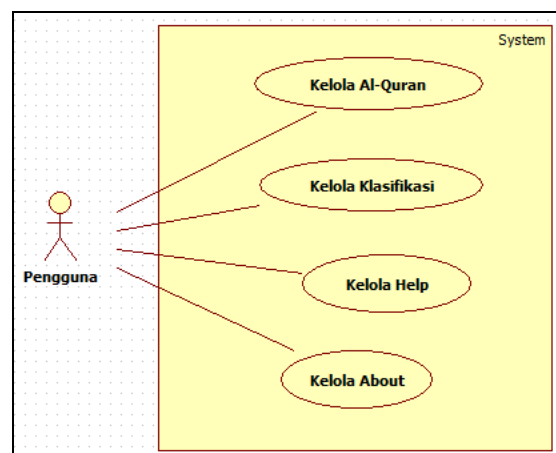 System
Kelola Al-Quran
Kelola Klasifikasi
Pengguna
Kelola Help
Kelola About